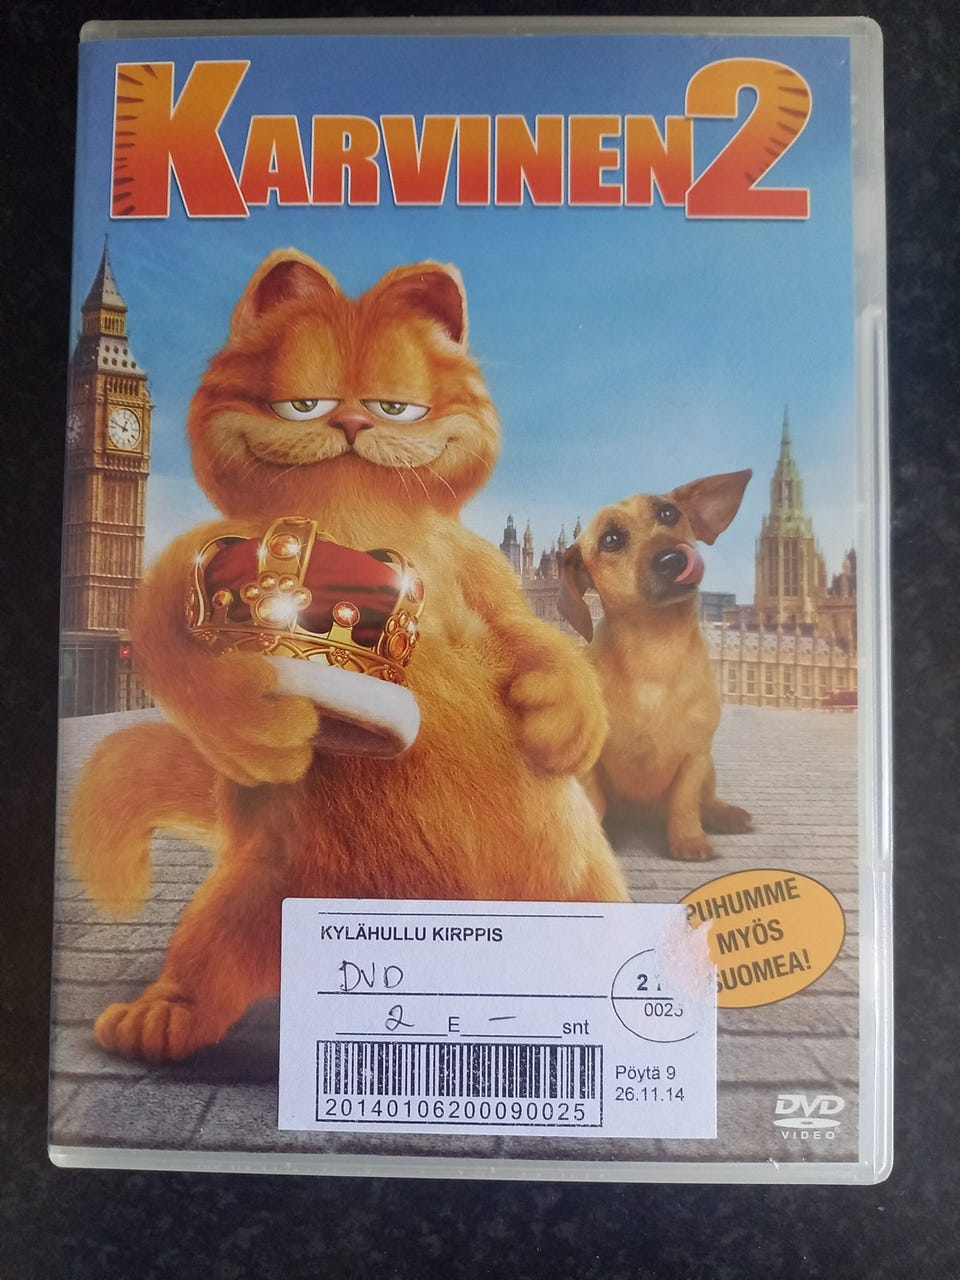 KARVINEN 2
PUHUMME
MYÖS
SUOMEA!
KYLÄHULLU KIRPPIS
DVD
2 E - snt
20140106200090025
2
0025
Pöytä 9
26.11.14
DVD
VIDEO